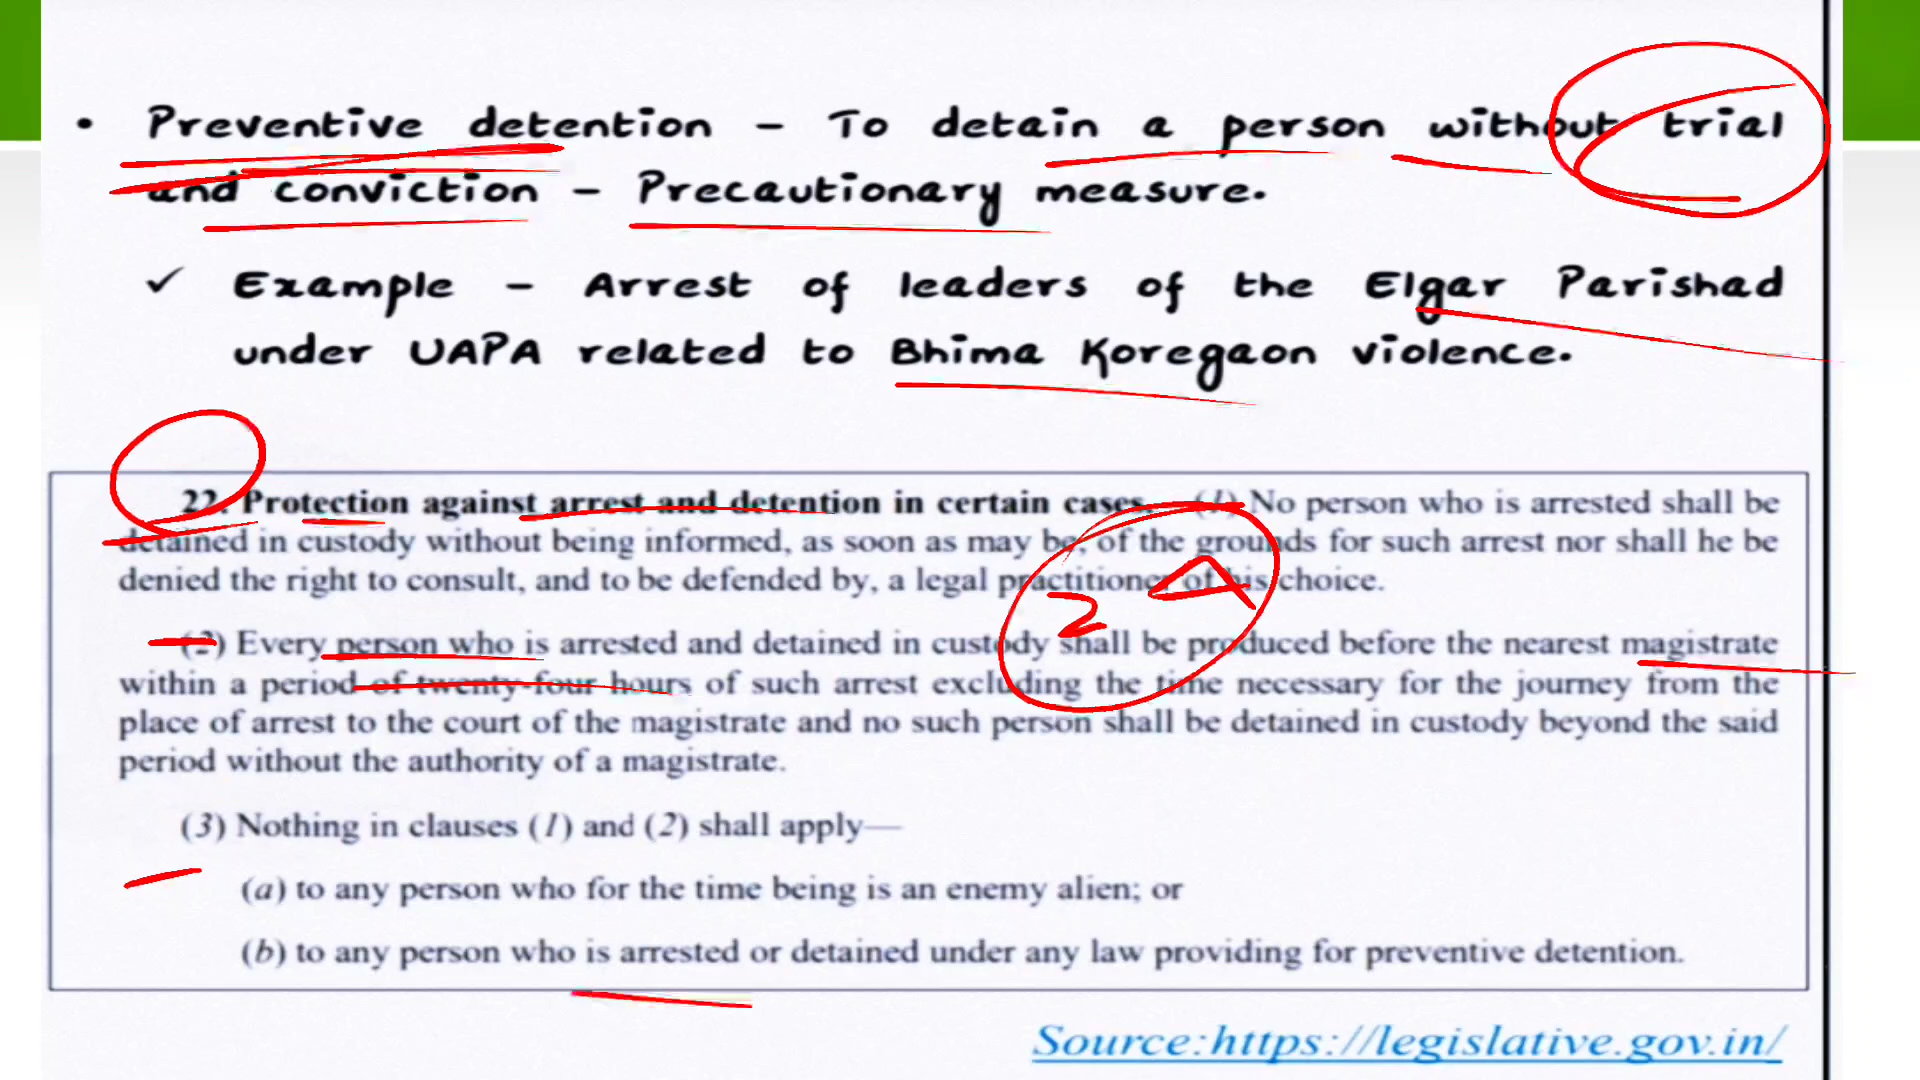 • Preventive detention – To detain a person without trial
and conviction – Precautionary measure.
✓ Example – Arrest of leaders of the Elgar Parishad
under UAPA related to Bhima Koregaon violence.
22. Protection against arrest and detention in certain cases. (1) No person who is arrested shall be
detained in custody without being informed, as soon as may be, of the grounds for such arrest nor shall he be
denied the right to consult, and to be defended by, a legal practitioner of his choice.
24
(2) Every person who is arrested and detained in custody shall be produced before the nearest magistrate
within a period of twenty-four hours of such arrest excluding the time necessary for the journey from the
place of arrest to the court of the magistrate and no such person shall be detained in custody beyond the said
period without the authority of a magistrate.
(3) Nothing in clauses (1) and (2) shall apply—
(a) to any person who for the time being is an enemy alien; or
(b) to any person who is arrested or detained under any law providing for preventive detention.
Source:https://legislative.gov.in/